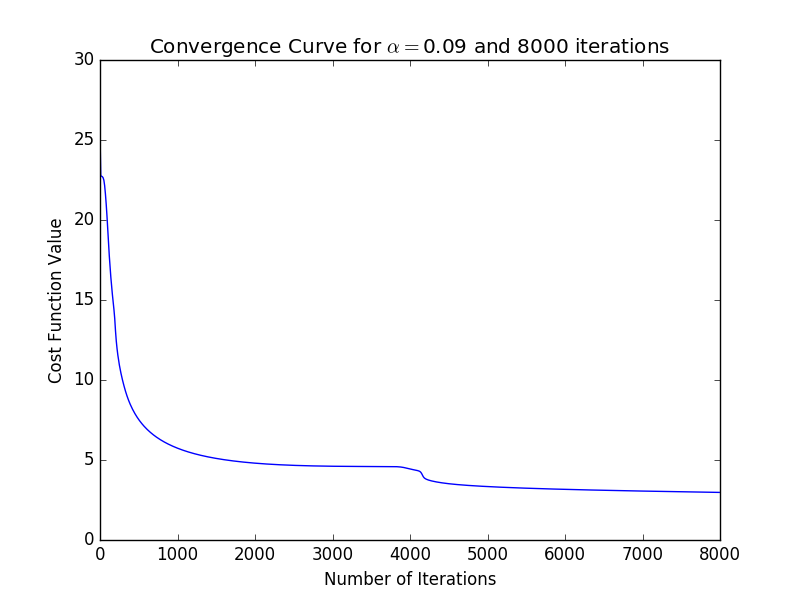 Convergence Curve for α = 0.09 and 8000 iterations
30
25
20
15
10
5
0
Cost Function Value
0 1000 2000 3000 4000 5000 6000 7000 8000
Number of Iterations